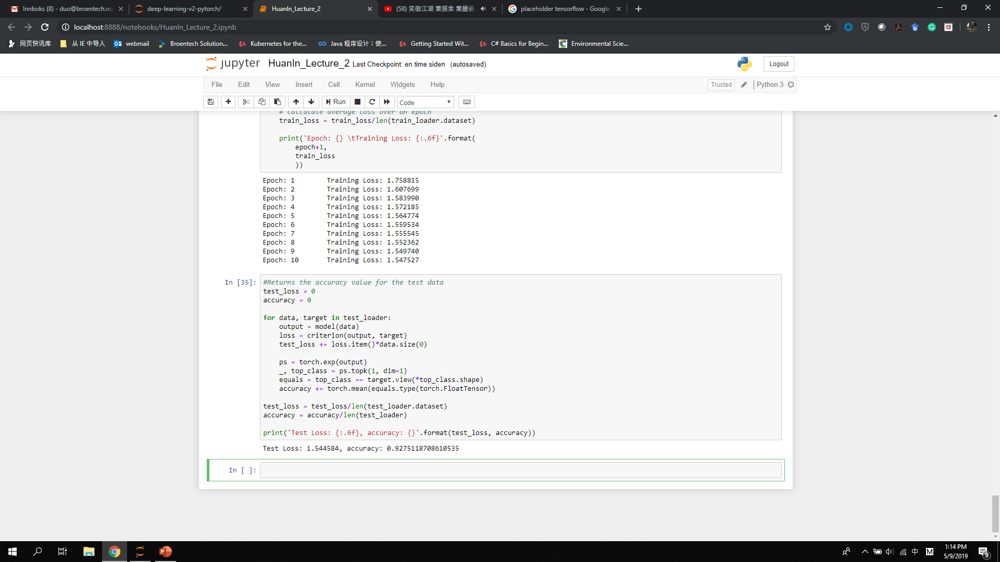 Innboks (8) - duo@broentech.no
deep-learning-v2-pytorch/
HuanIn_Lecture_2
(58) 笑傲江湖 葉振棠 葉麗儀
placeholder tensorflow - Google
localhost:8888/notebooks/HuanIn_Lecture_2.ipynb
网页快讯库
从 IE 中导入
webmail
Broentech Solution...
Kubernetes for the...
Java 程序设计：使...
Getting Started Wit...
C# Basics for Begin...
Environmental Scie...
jupyter HuanIn_Lecture_2 Last Checkpoint: en time siden (autosaved)
Logout
File Edit View Insert Cell Kernel Widgets Help
Trusted Python 3
Run Code
# calculate average loss over an epoch
train_loss = train_loss/len(train_loader.dataset)
print('Epoch: {} \tTraining Loss: {:.6f}'.format(
epoch+1,
train_loss
))
Epoch: 1 Training Loss: 1.758815
Epoch: 2 Training Loss: 1.607699
Epoch: 3 Training Loss: 1.583990
Epoch: 4 Training Loss: 1.572185
Epoch: 5 Training Loss: 1.564774
Epoch: 6 Training Loss: 1.559534
Epoch: 7 Training Loss: 1.555545
Epoch: 8 Training Loss: 1.552362
Epoch: 9 Training Loss: 1.549740
Epoch: 10 Training Loss: 1.547527
In [35]: #Returns the accuracy value for the test data
test_loss = 0
accuracy = 0
for data, target in test_loader:
output = model(data)
loss = criterion(output, target)
test_loss += loss.item()*data.size(0)
ps = torch.exp(output)
_, top_class = ps.topk(1, dim=1)
equals = top_class == target.view(*top_class.shape)
accuracy += torch.mean(equals.type(torch.FloatTensor))
test_loss = test_loss/len(test_loader.dataset)
accuracy = accuracy/len(test_loader)
print('Test Loss: {:.6f}, accuracy: {}'.format(test_loss, accuracy))
Test Loss: 1.544584, accuracy: 0.9275118708610535
In [ ]:
中
M
1:14 PM
5/9/2019
9